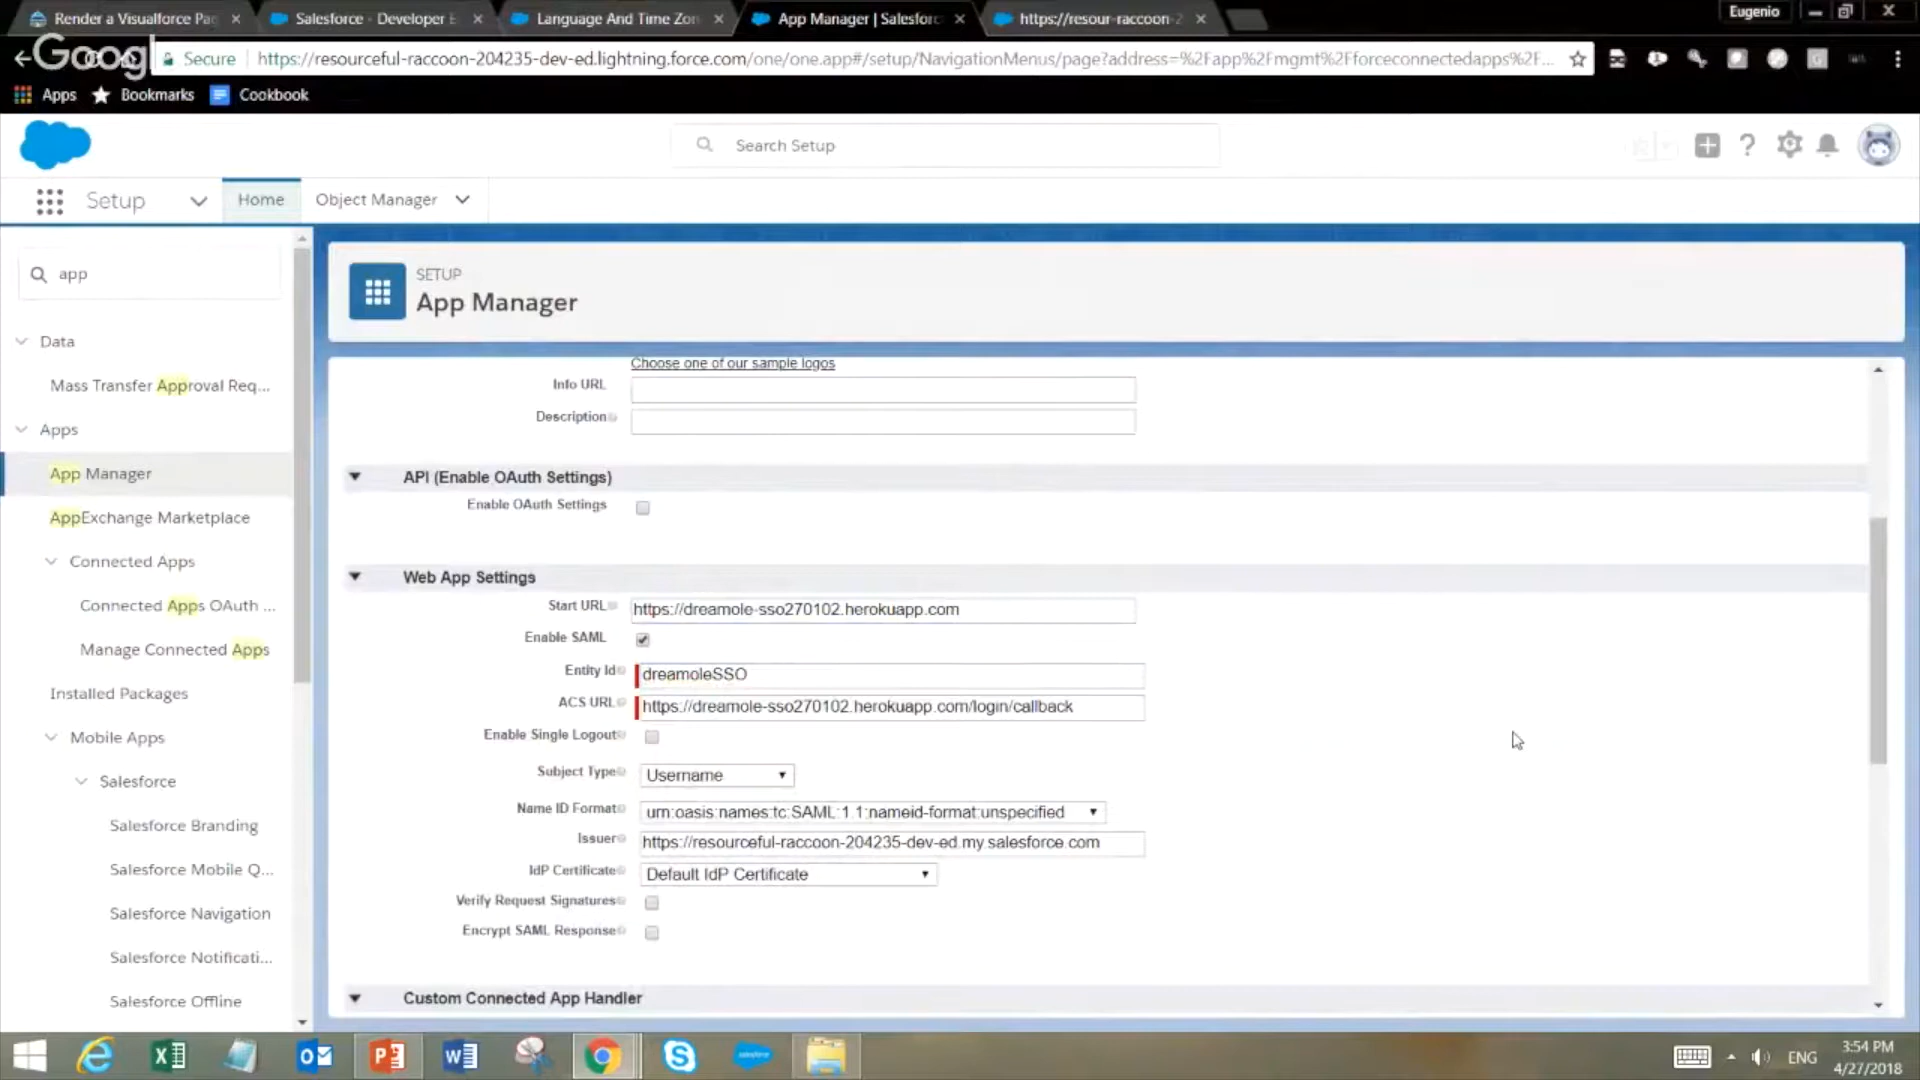 Render a Visualforce Pa
Salesforce - Developer E
Language And Time Zon
App Manager | Salesforc
https://resour-raccoon-2
Eugenio
Googl
Secure
https://resourceful-raccoon-204235-dev-ed.lightning.force.com/one/one.app#/setup/NavigationMenus/page?address=%2Fapp%2Fmgmt%2Fforceconnectedapps%2F...
Apps
Bookmarks
Cookbook
Search Setup
Setup
Home
Object Manager
app
Data
Mass Transfer Approval Req...
Apps
App Manager
AppExchange Marketplace
Connected Apps
Connected Apps OAuth ...
Manage Connected Apps
Installed Packages
Mobile Apps
Salesforce
Salesforce Branding
Salesforce Mobile Q...
Salesforce Navigation
Salesforce Notificati...
Salesforce Offline
SETUP
App Manager
Choose one of our sample logos
Info URL
Description
API (Enable OAuth Settings)
Enable OAuth Settings
Web App Settings
Start URL
https://dreamole-sso270102.herokuapp.com
Enable SAML
Entity Id
dreamoleSSO
ACS URL
https://dreamole-sso270102.herokuapp.com/login/callback
Enable Single Logout
Subject Type
Username
Name ID Format
urn:oasis:names:tc:SAML:1.1:nameid-format:unspecified
Issuer
https://resourceful-raccoon-204235-dev-ed.my.salesforce.com
IdP Certificate
Default IdP Certificate
Verify Request Signatures
Encrypt SAML Response
Custom Connected App Handler
ENG
3:54 PM
4/27/2018